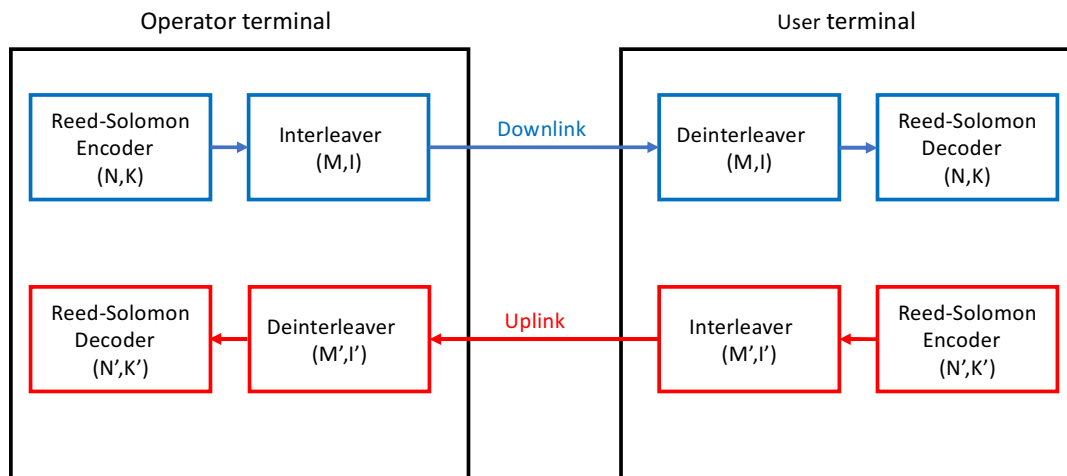 Operator terminal
User terminal
Reed-Solomon
Encoder
(N,K)
Interleaver
(M,I)
Downlink
Deinterleaver
(M,I)
Reed-Solomon
Decoder
(N,K)
Reed-Solomon
Decoder
(N’,K’)
Deinterleaver
(M’,I’)
Uplink
Interleaver
(M’,I’)
Reed-Solomon
Encoder
(N’,K’)